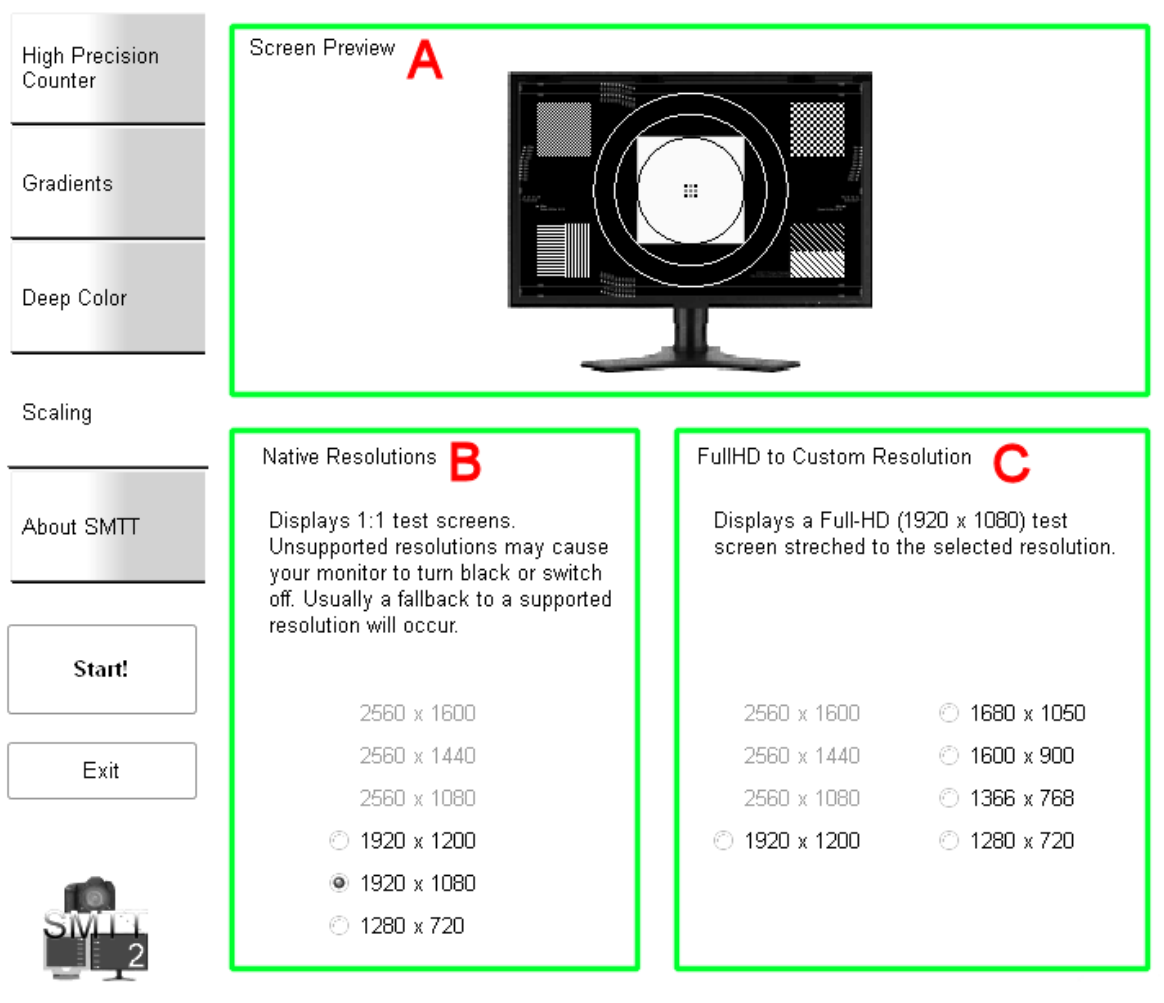 High Precision
Counter
Gradients
Deep Color
Scaling
About SMTT
Start!
Exit
SMTT
2
Screen Preview A
Native Resolutions B
Displays 1:1 test screens.
Unsupported resolutions may cause
your monitor to turn black or switch
off. Usually a fallback to a supported
resolution will occur.
2560 x 1600
2560 x 1440
2560 x 1080
1920 x 1200
1920 x 1080
1280 x 720
FullHD to Custom Resolution C
Displays a Full-HD (1920 x 1080) test
screen streched to the selected resolution.
2560 x 1600
2560 x 1440
2560 x 1080
1920 x 1200
1680 x 1050
1600 x 900
1366 x 768
1280 x 720